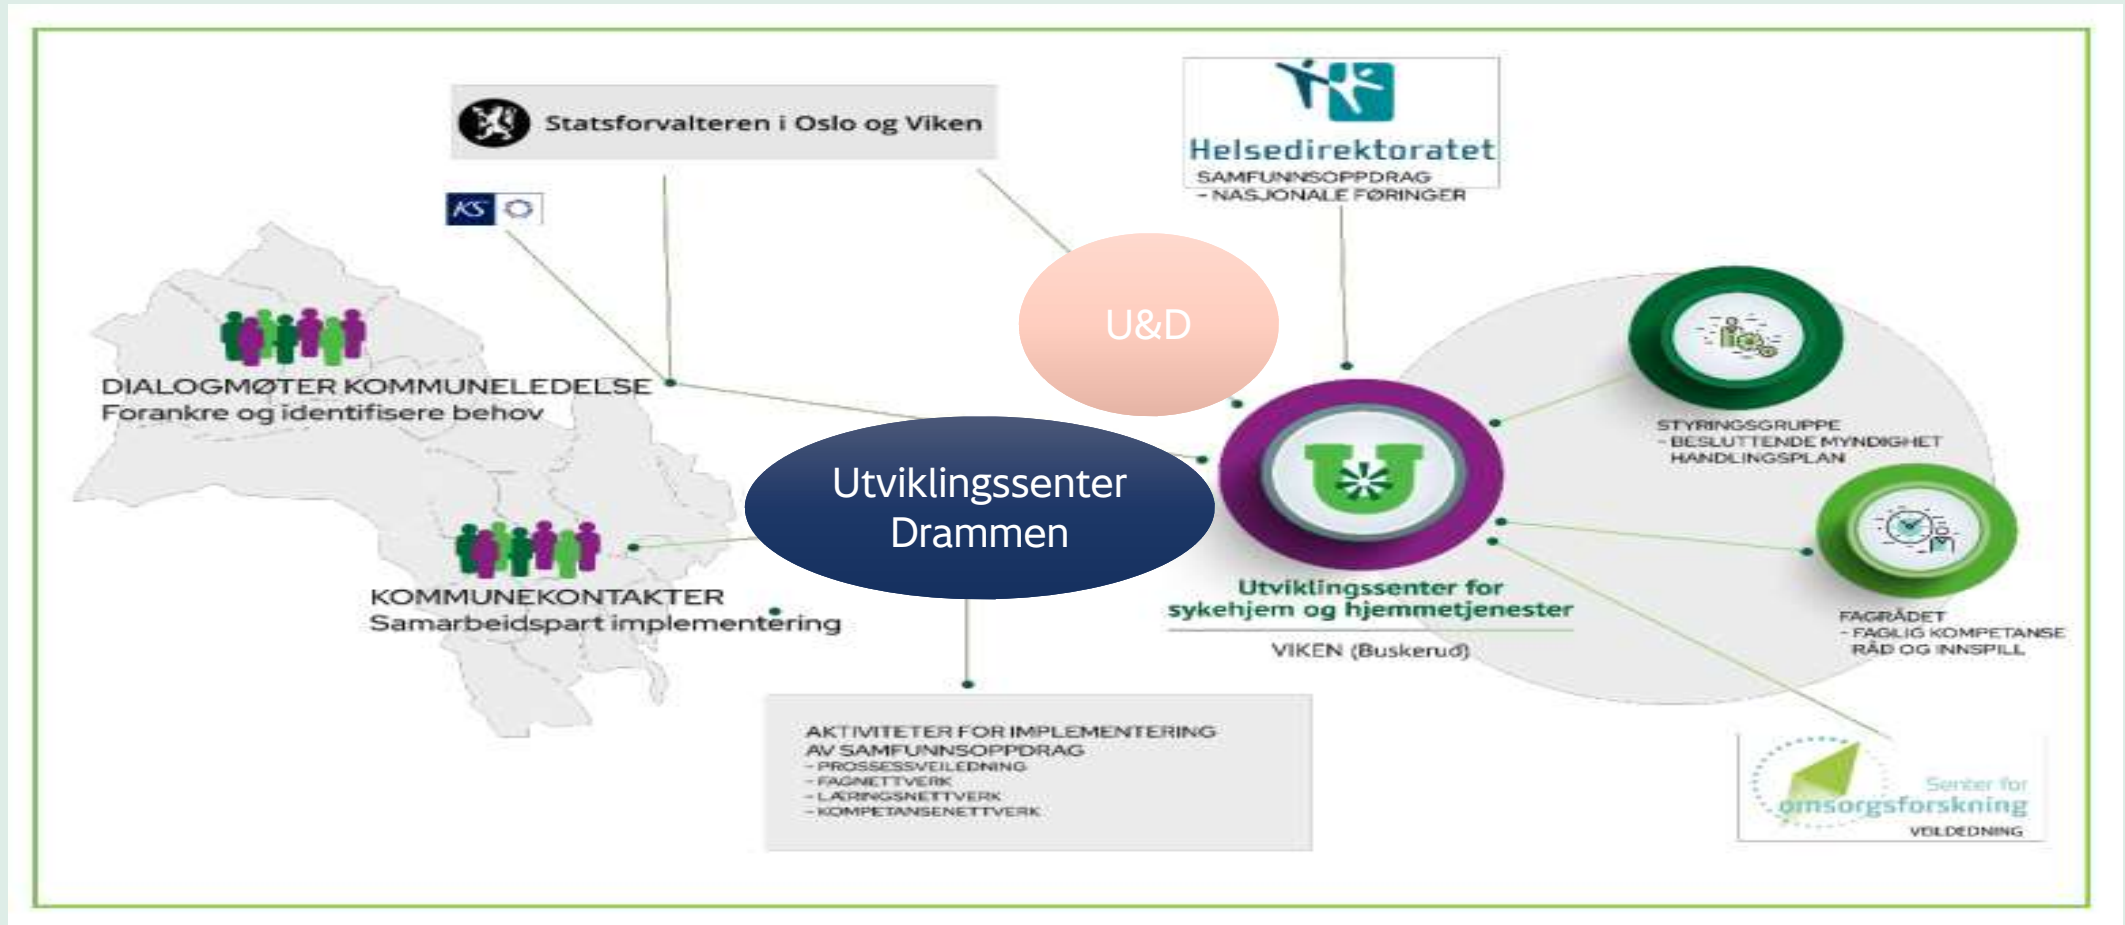 Statsforvalteren i Oslo og Viken
KS
Helsedirektoratet
SAMFUNNSOPPDRAG
- NASJONALE FØRINGER
U&D
DIALOGMØTER KOMMUNELEDELSE
Forankre og identifisere behov
Utviklingssenter
Drammen
KOMMUNEKONTAKTER
Samarbeidspart implementering
Utviklingssenter for
sykehjem og hjemmetjenester
VIKEN (Buskerud)
STYRINGSGRUPPE
- BESLUTTENDE MYNDIGHET
HANDLINGSPLAN
FAGRÅDET
- FAGLIG KOMPETANSE
RÅD OG INNSPILL
AKTIVITETER FOR IMPLEMENTERING
AV SAMFUNNSOPPDRAG
- PROSSESSVEILEDNING
- FAGNETTVERK
- LÆRINGSNETTVERK
- KOMPETANSENETTVERK
Senter for
omsorgsforskning